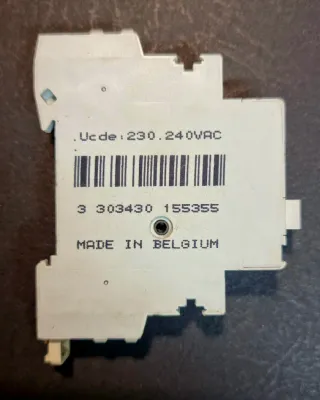 .Ucde:230.240VAC
3 303430 155355
MADE IN BELGIUM